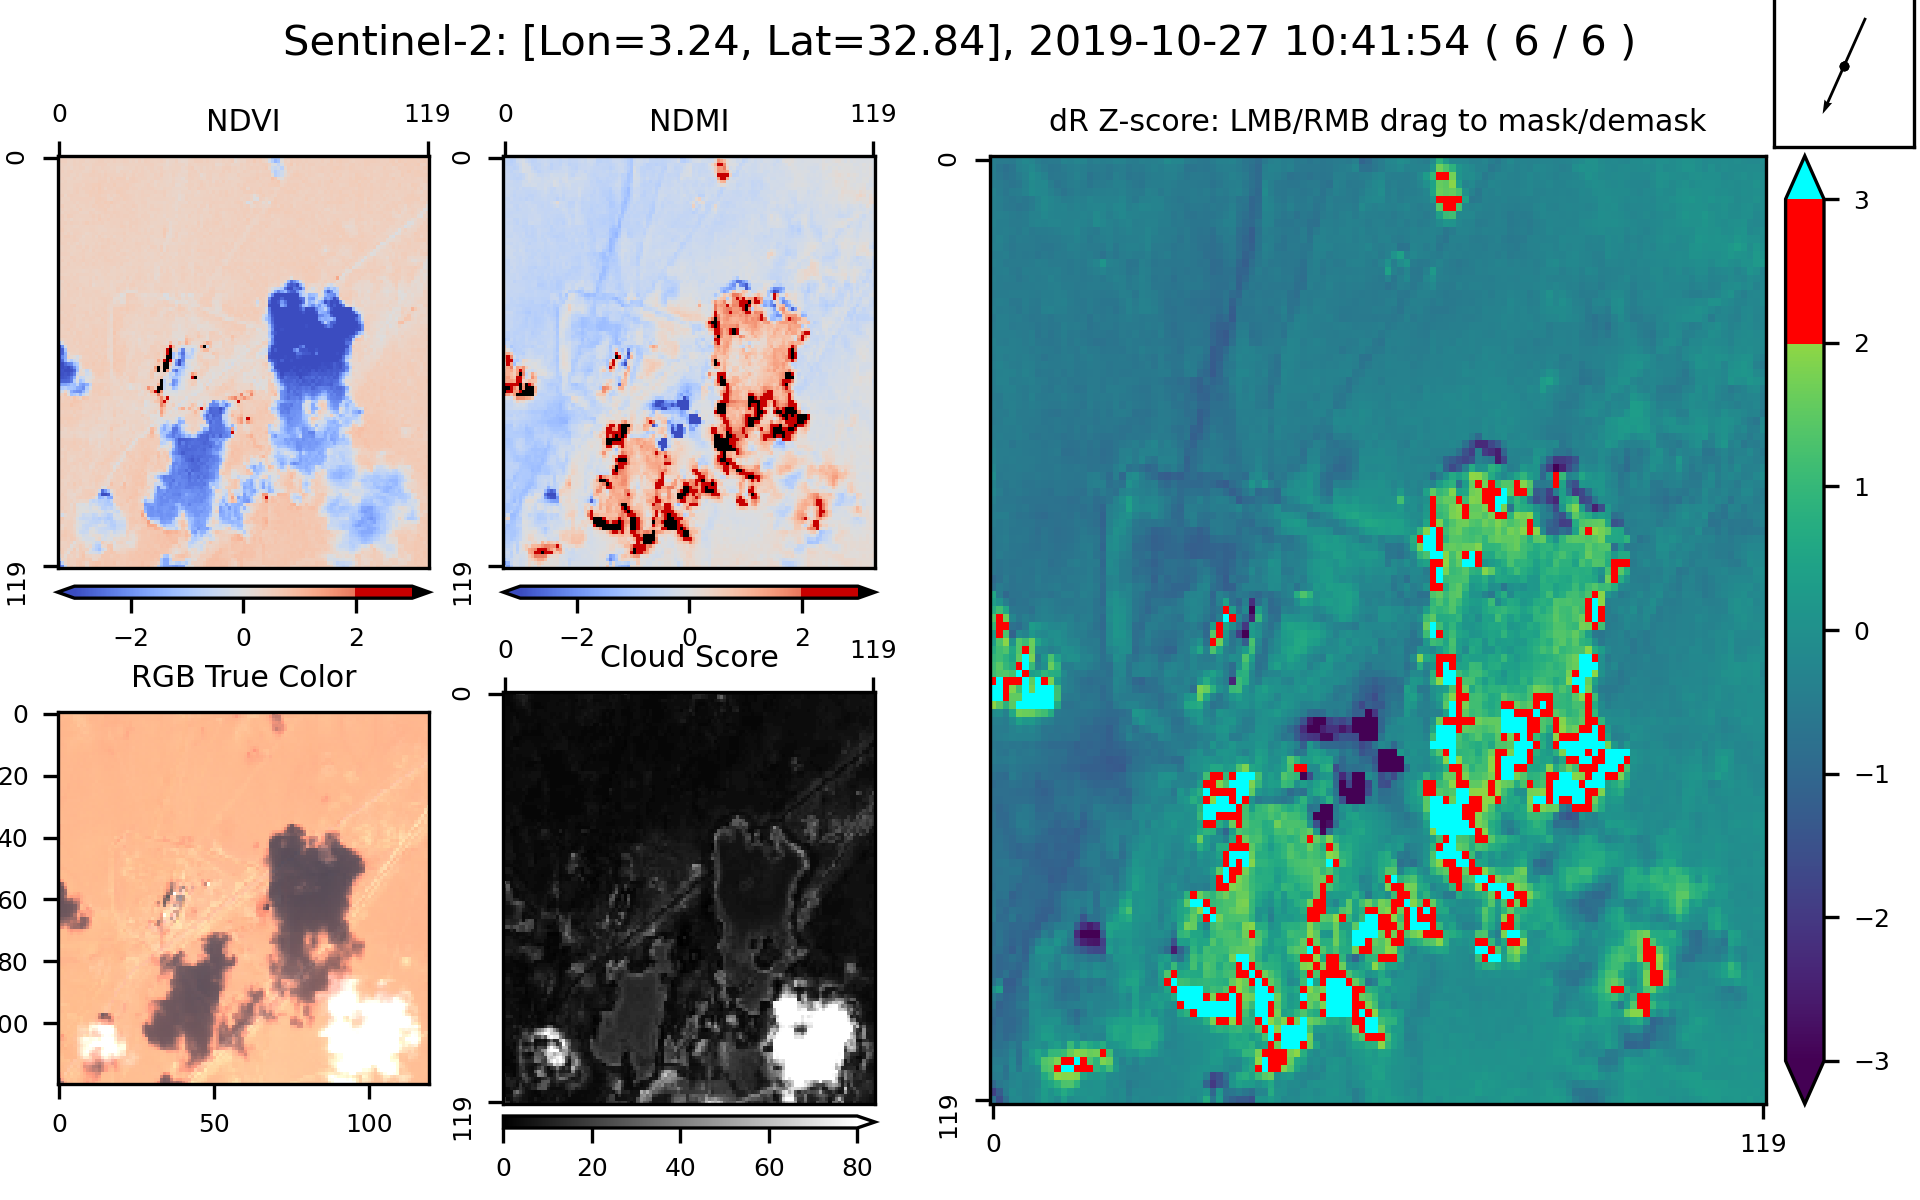 Sentinel-2: [Lon=3.24, Lat=32.84], 2019-10-27 10:41:54 ( 6 / 6 )
0 NDVI 119
0 NDMI 119
dR Z-score: LMB/RMB drag to mask/demask
0
0
0
3
2
1
0
−1
−2
−3
119
119
−2 0 2
−2 0 2
RGB True Color
0 Cloud Score 119
0
20
40
60
80
00
0
119
119
0 50 100
0 119
0 20 40 60 80